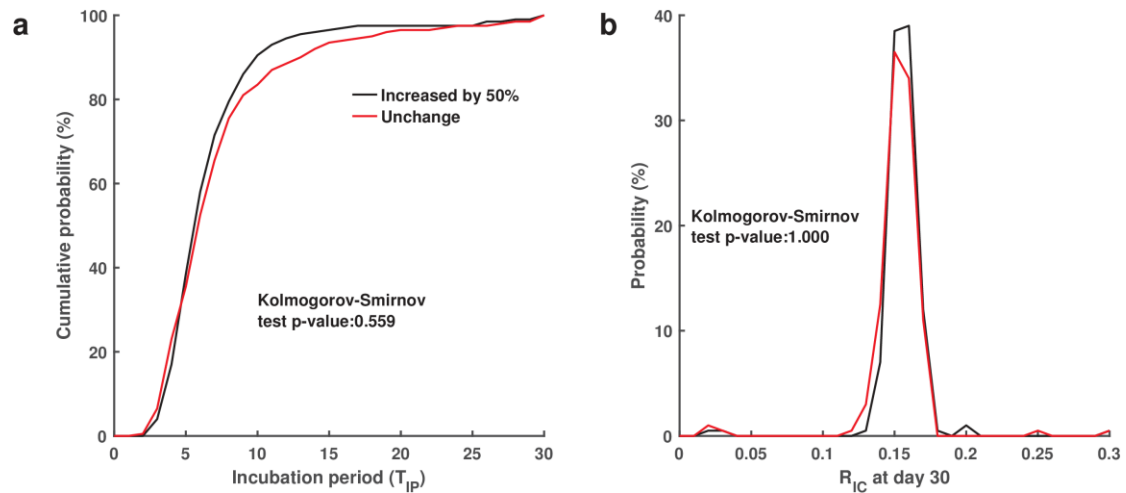 a
100
80
60
40
20
0
Cumulative probability (%)
Increased by 50%
Unchange
Kolmogorov-Smirnov
test p-value:0.559
0 5 10 15 20 25 30
Incubation period (T_IP)
b
40
30
20
10
0
Probability (%)
Kolmogorov-Smirnov
test p-value:1.000
0 0.05 0.1 0.15 0.2 0.25 0.3
R_IC at day 30